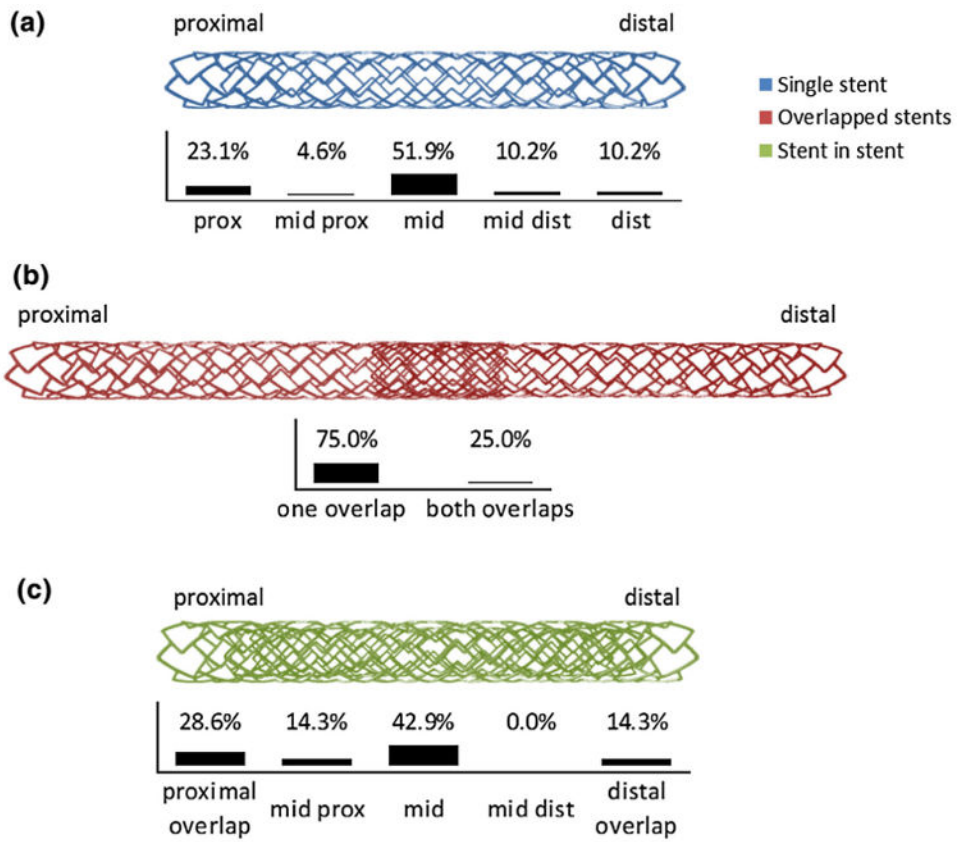 (a)
proximal distal
Single stent
Overlapped stents
Stent in stent
23.1% 4.6% 51.9% 10.2% 10.2%
prox mid prox mid mid dist dist
(b)
proximal distal
75.0% 25.0%
one overlap both overlaps
(c)
proximal distal
28.6% 14.3% 42.9% 0.0% 14.3%
proximal overlap mid prox mid mid dist distal overlap